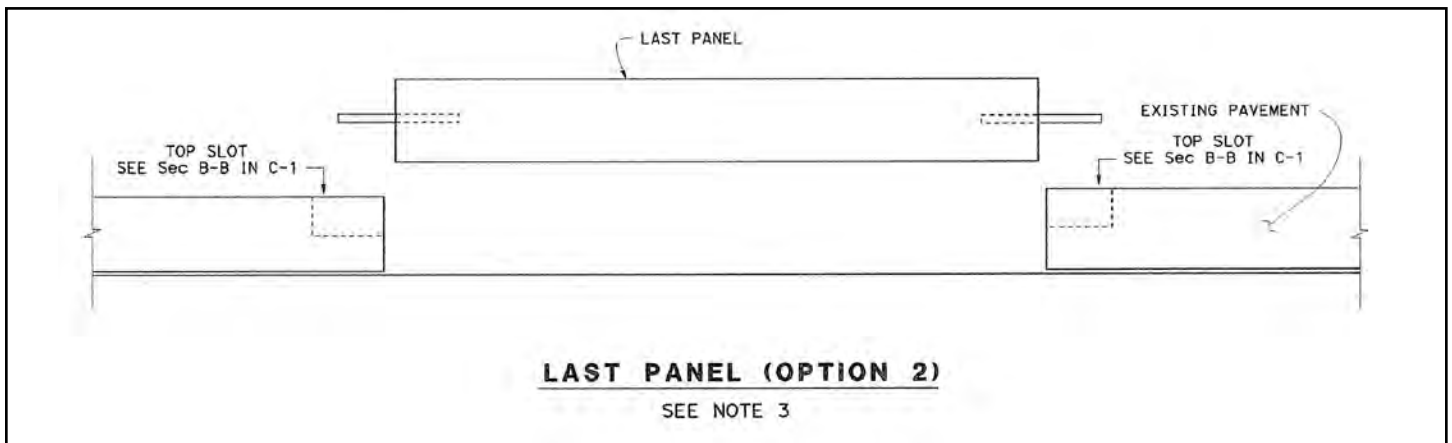 LAST PANEL
EXISTING PAVEMENT
TOP SLOT
SEE Sec B-B IN C-1
TOP SLOT
SEE Sec B-B IN C-1
LAST PANEL (OPTION 2)
SEE NOTE 3